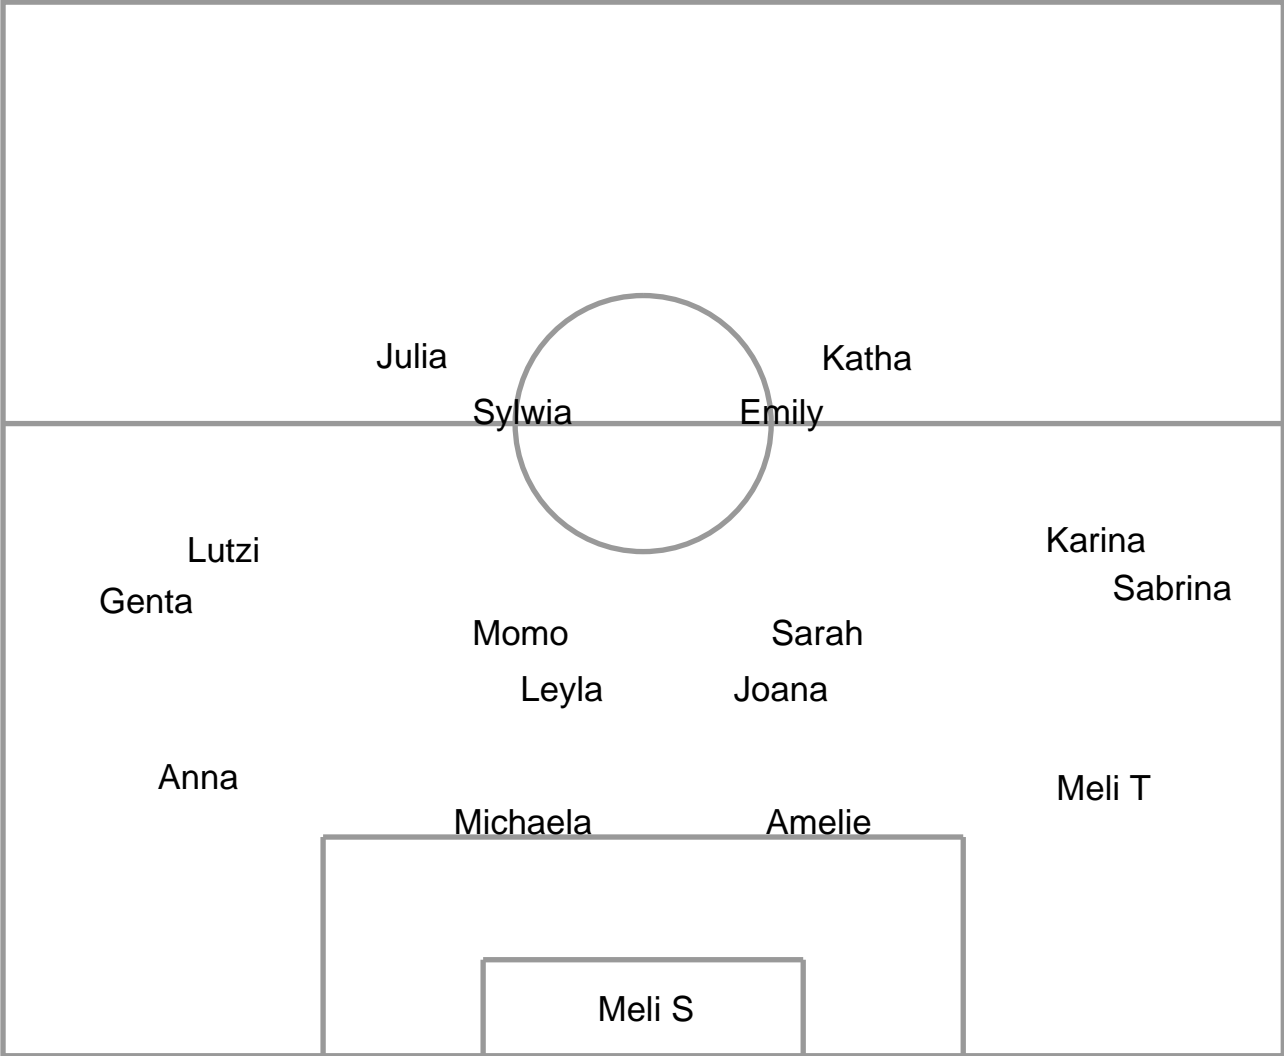 Julia
Katha
Sylwia
Emily
Lutzi
Karina
Genta
Sabrina
Momo
Sarah
Leyla
Joana
Anna
Meli T
Michaela
Amelie
Meli S